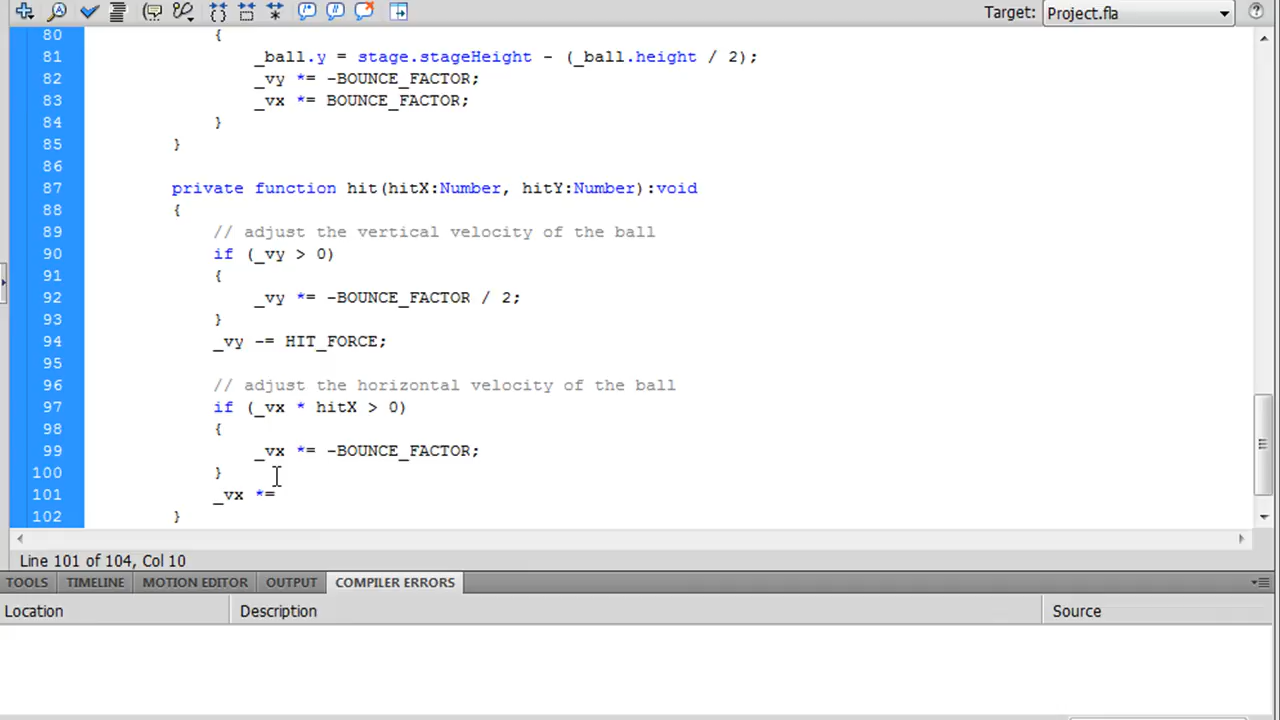 Target: Project.fla
80 {
81 _ball.y = stage.stageHeight - (_ball.height / 2);
82 _vy *= -BOUNCE_FACTOR;
83 _vx *= BOUNCE_FACTOR;
84 }
85 }
86
87 private function hit(hitX:Number, hitY:Number):void
88 {
89 // adjust the vertical velocity of the ball
90 if (_vy > 0)
91 {
92 _vy *= -BOUNCE_FACTOR / 2;
93 }
94 _vy -= HIT_FORCE;
95
96 // adjust the horizontal velocity of the ball
97 if (_vx * hitX > 0)
98 {
99 _vx *= -BOUNCE_FACTOR;
100 }
101 _vx *=
102 }
Line 101 of 104, Col 10
TOOLS TIMELINE MOTION EDITOR OUTPUT COMPILER ERRORS
Location Description Source